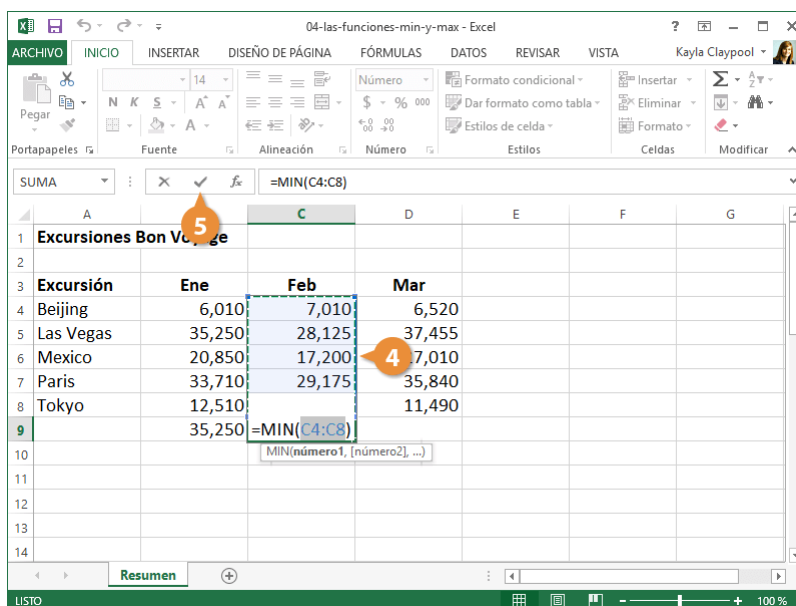 04-las-funciones-min-y-max - Excel
ARCHIVO INICIO INSERTAR DISEÑO DE PÁGINA FÓRMULAS DATOS REVISAR VISTA Kayla Claypool
14 Número Formato condicional Insertar
N K S A A $ % 000 Dar formato como tabla Eliminar
Pegar A Estilos de celda Formato
Portapapeles Fuente Alineación Número Estilos Celdas Modificar
SUMA fx =MIN(C4:C8)
5
A C D E F G
1 Excursiones Bon
2
3 Excursión Ene Feb Mar
4 Beijing 6,010 7,010 6,520
5 Las Vegas 35,250 28,125 37,455
6 Mexico 20,850 17,200 4 7,010
7 Paris 33,710 29,175 35,840
8 Tokyo 12,510 11,490
9 35,250 =MIN(C4:C8)
10 MIN(número1, [número2], ...)
11
12
13
14
Resumen
LISTO 100 %